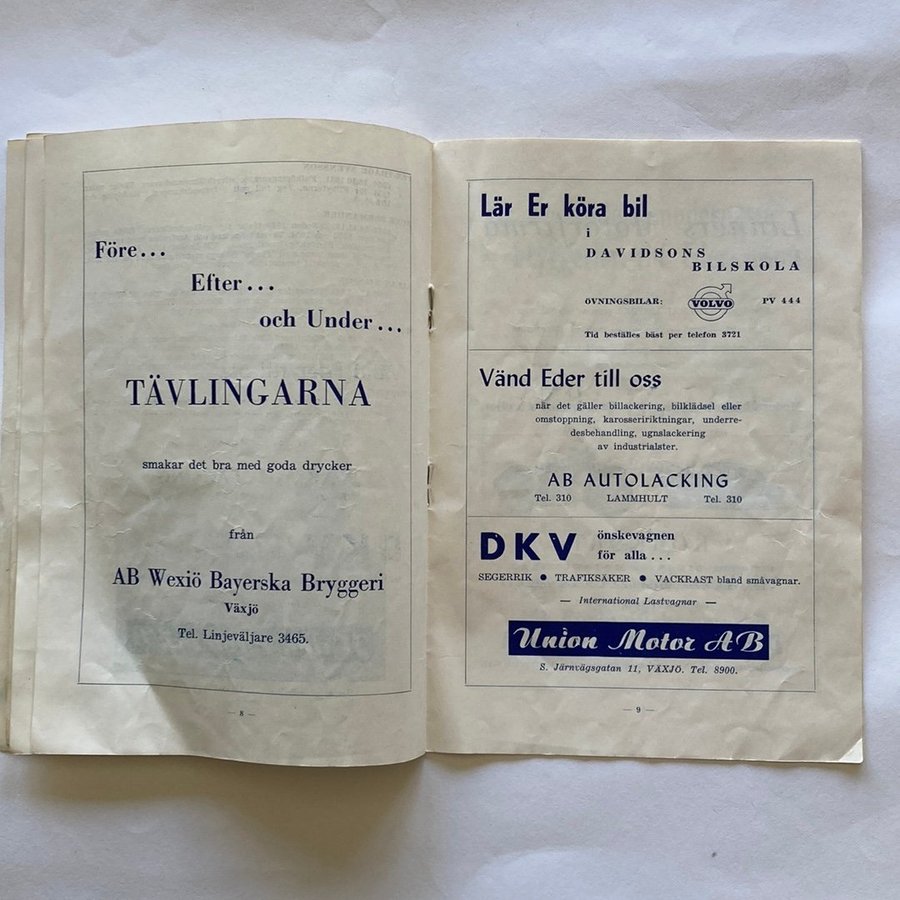 Före...
Efter...
och Under...
TÄVLINGARNA
smakar det bra med goda drycker
från
AB Wexiö Bayerska Bryggeri
Växjö
Tel. Linjeväljare 3465.
— 8 —
Lär Er köra bil
i
DAVIDSONS
BILSKOLA
ÖVNINGSBILAR: VOLVO PV 444
Tid beställes bäst per telefon 3721
Vänd Eder till oss
när det gäller billackering, bilklädsel eller
omstoppning, karosseririktningar, underre-
desbehandling, ugnslackering
av industrialster.
AB AUTOLACKING
Tel. 310 LAMMHULT Tel. 310
DKV önskevagnen
för alla...
SEGERRIK ● TRAFIKSÄKER ● VACKRAST bland småvagnar.
— International Lastvagnar —
Union Motor AB
S. Järnvägsgatan 11, VÄXJÖ. Tel. 8900.
— 9 —